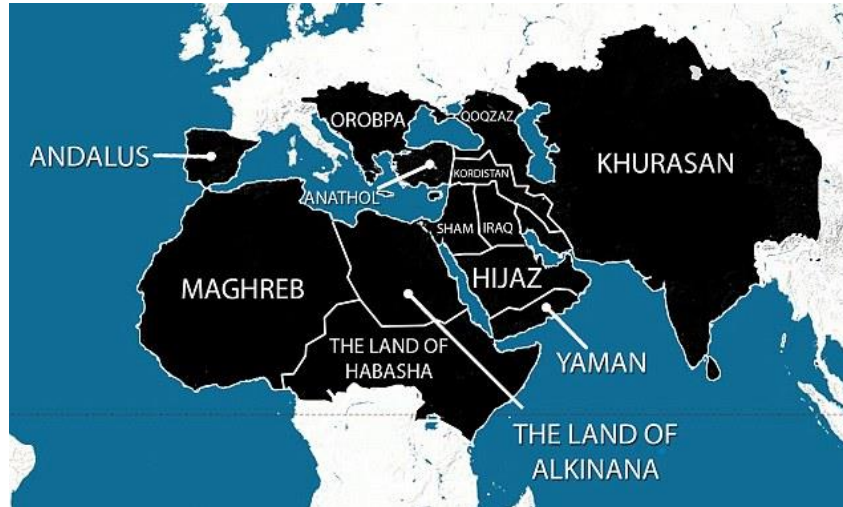 OROBPA
QOQZAZ
ANDALUS
KHURASAN
ANATHOL
KORDISTAN
SHAM
IRAQ
HIJAZ
MAGHREB
THE LAND OF
HABASHA
YAMAN
THE LAND OF
ALKINANA